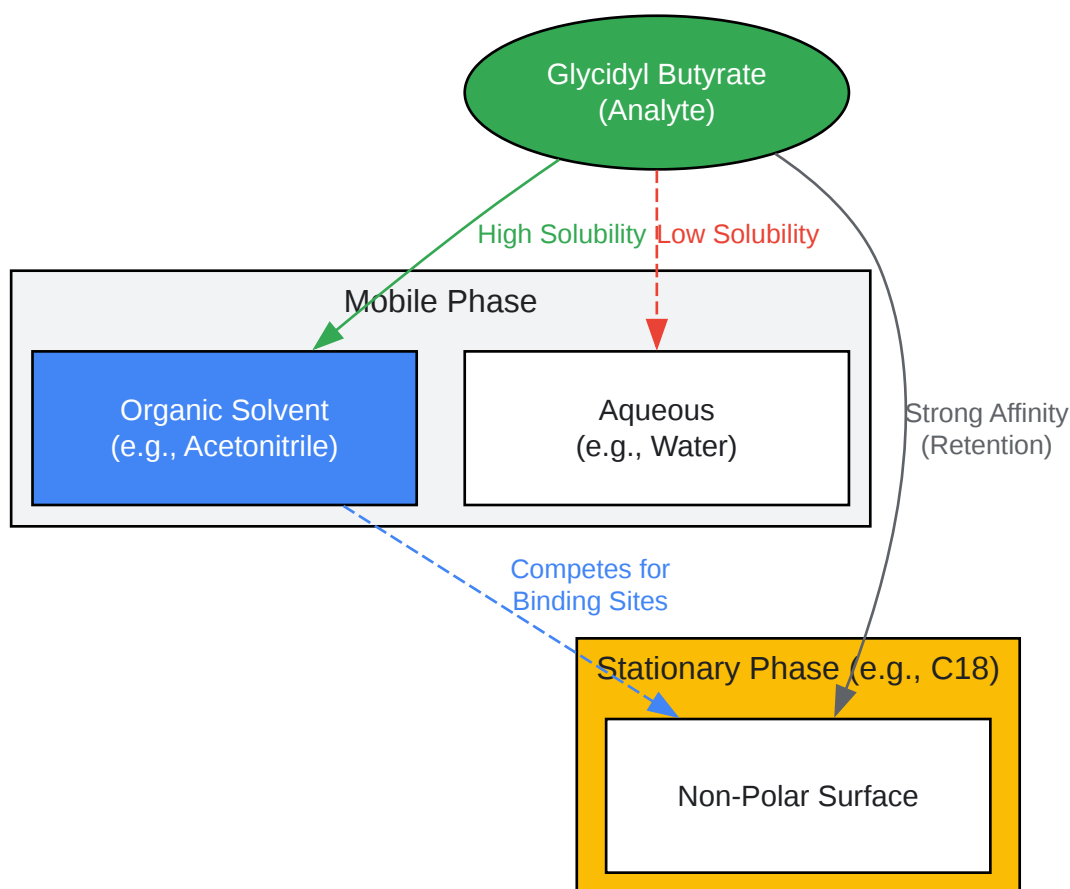 Glycidyl Butyrate
(Analyte)
High Solubility
Low Solubility
Mobile Phase
Organic Solvent
(e.g., Acetonitrile)
Aqueous
(e.g., Water)
Strong Affinity
(Retention)
Competes for
Binding Sites
Stationary Phase (e.g., C18)
Non-Polar Surface